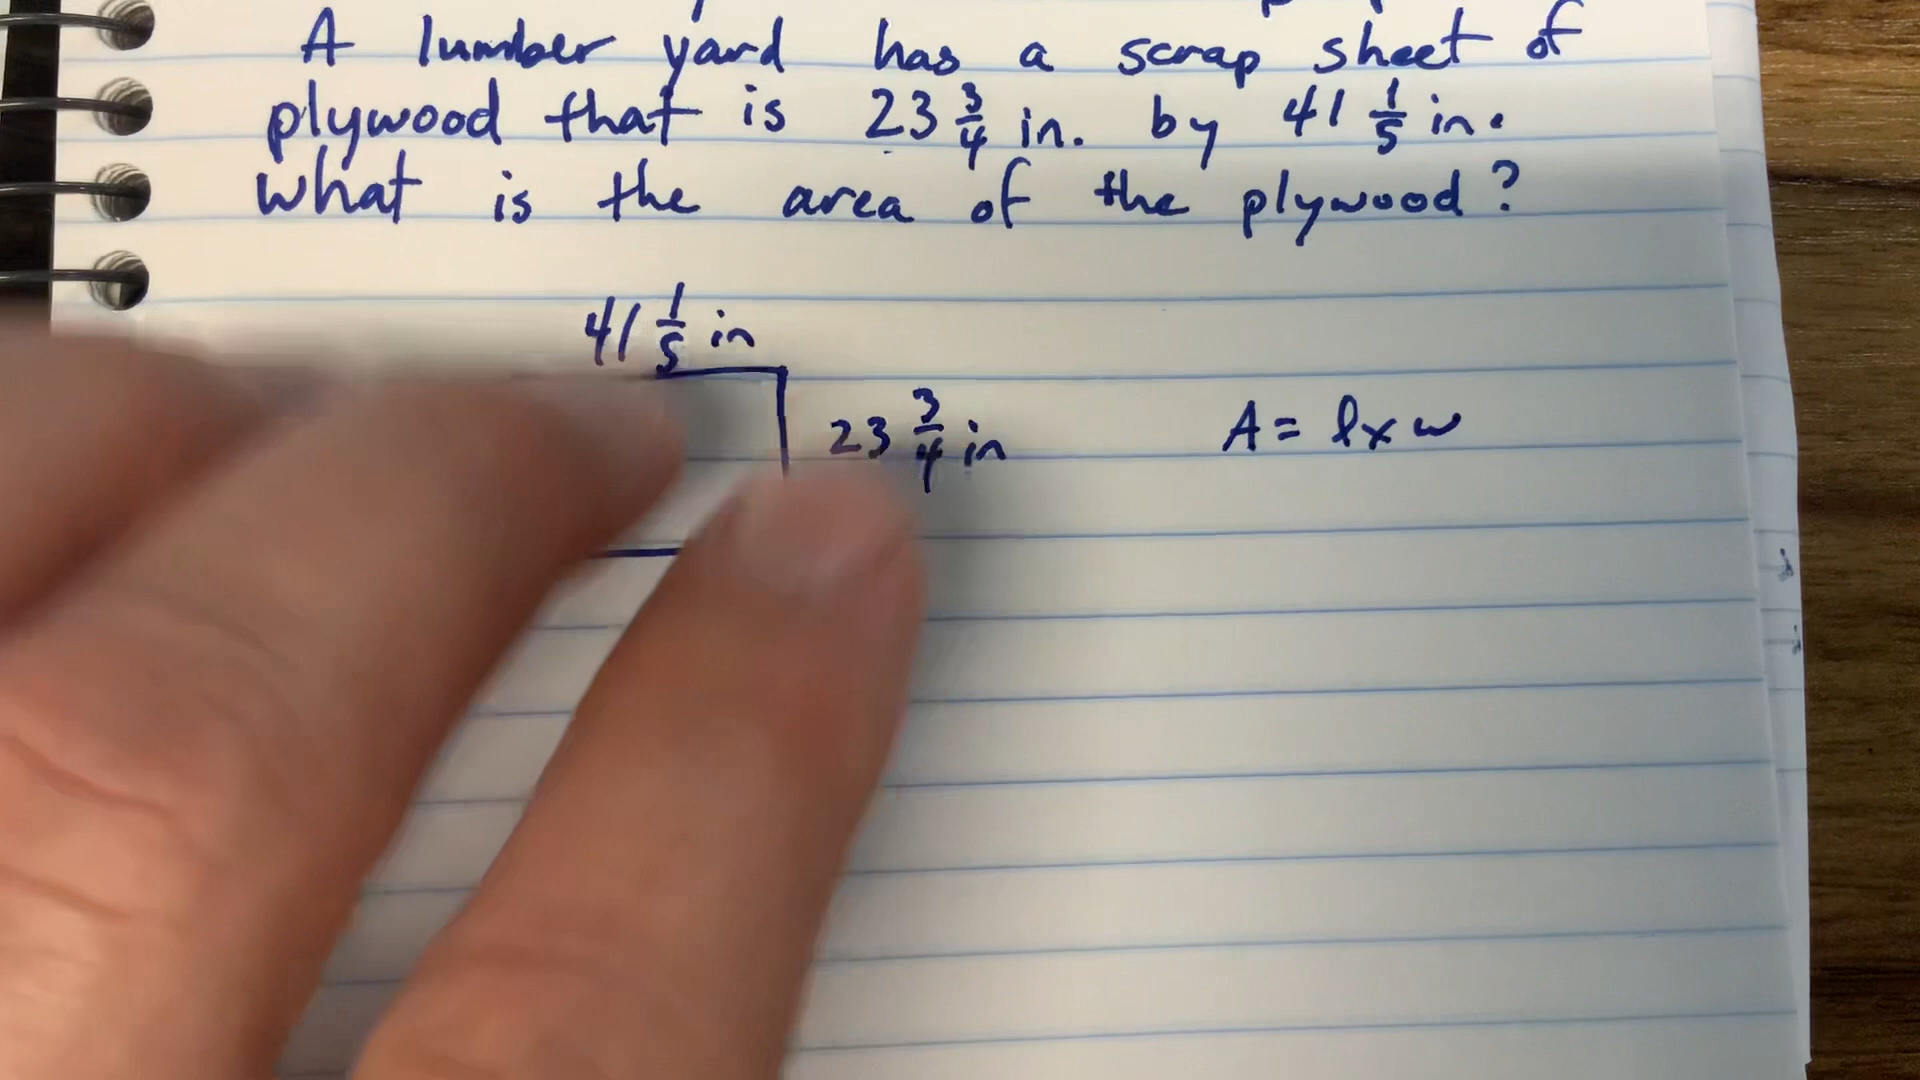 A lumber yard has a scrap sheet of
plywood that is 23 3/4 in. by 41 1/5 in.
what is the area of the plywood?
41 1/5 in
23 3/4 in
A = l x w